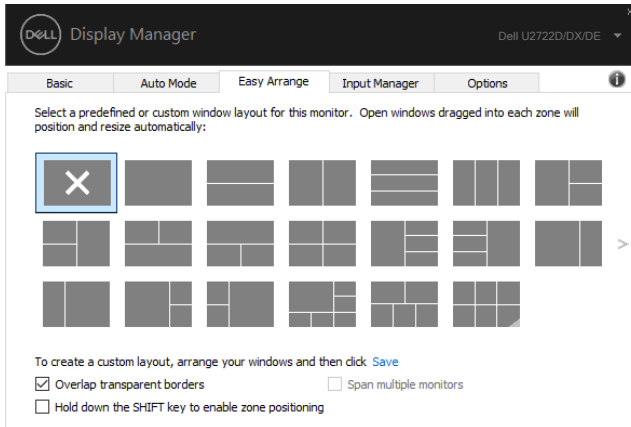 DELL Display Manager
Dell U2722D/DX/DE
Basic Auto Mode Easy Arrange Input Manager Options
Select a predefined or custom window layout for this monitor. Open windows dragged into each zone will
position and resize automatically:
To create a custom layout, arrange your windows and then click Save
Overlap transparent borders
Span multiple monitors
Hold down the SHIFT key to enable zone positioning